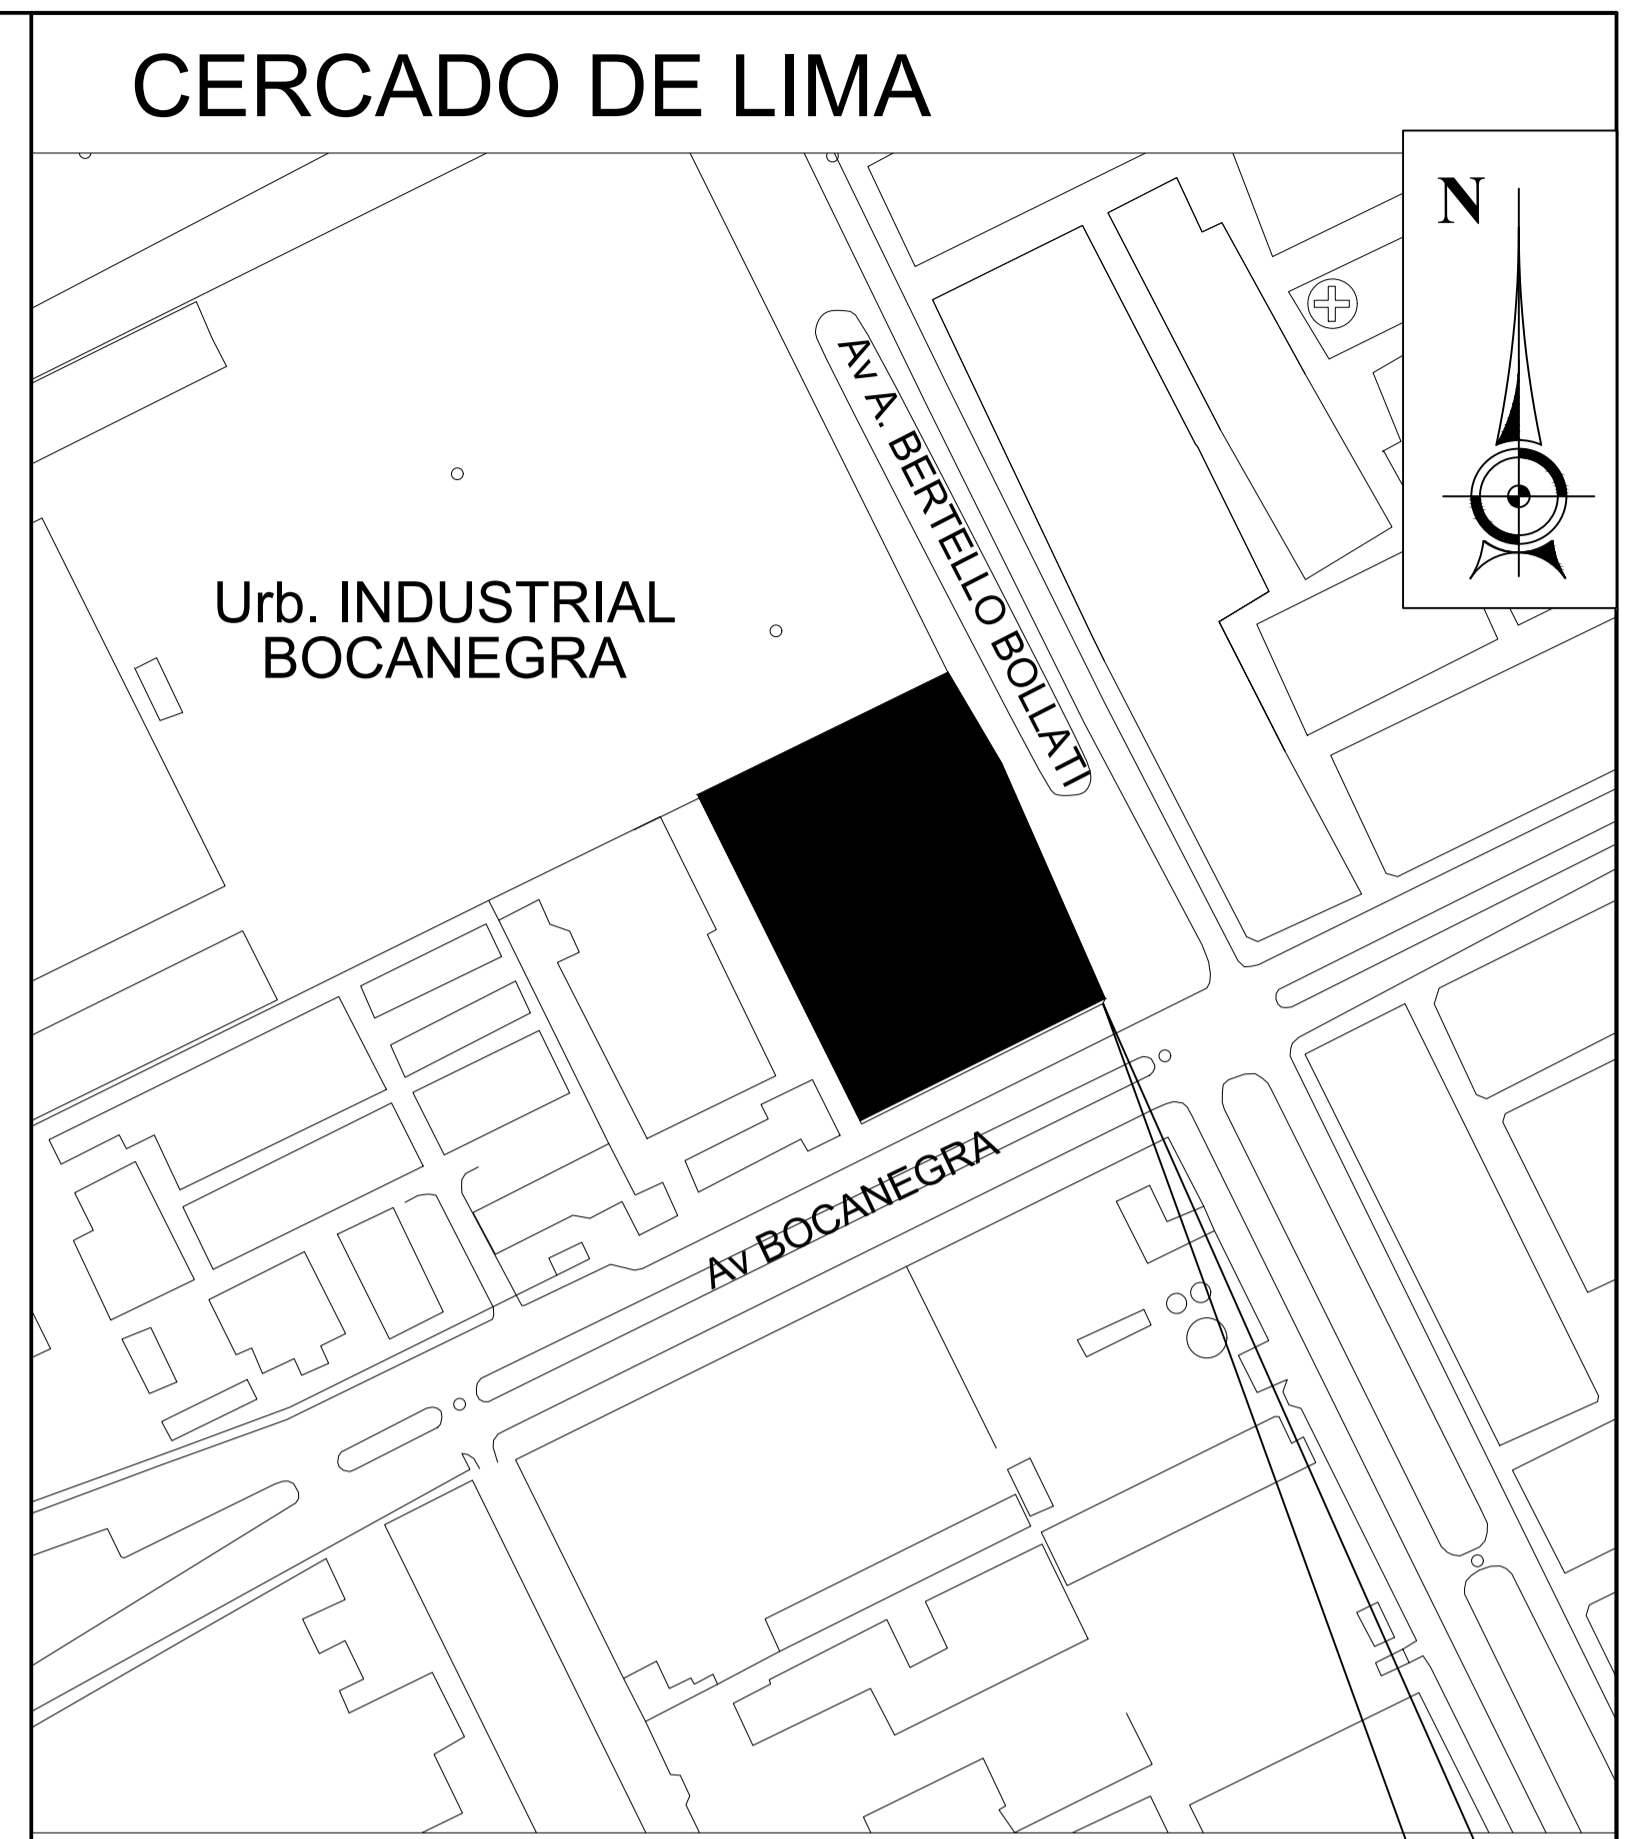 CERCADO DE LIMA
N
Av A. BERTELLO BOLLATI
Urb. INDUSTRIAL
BOCANEGRA
Av BOCANEGRA